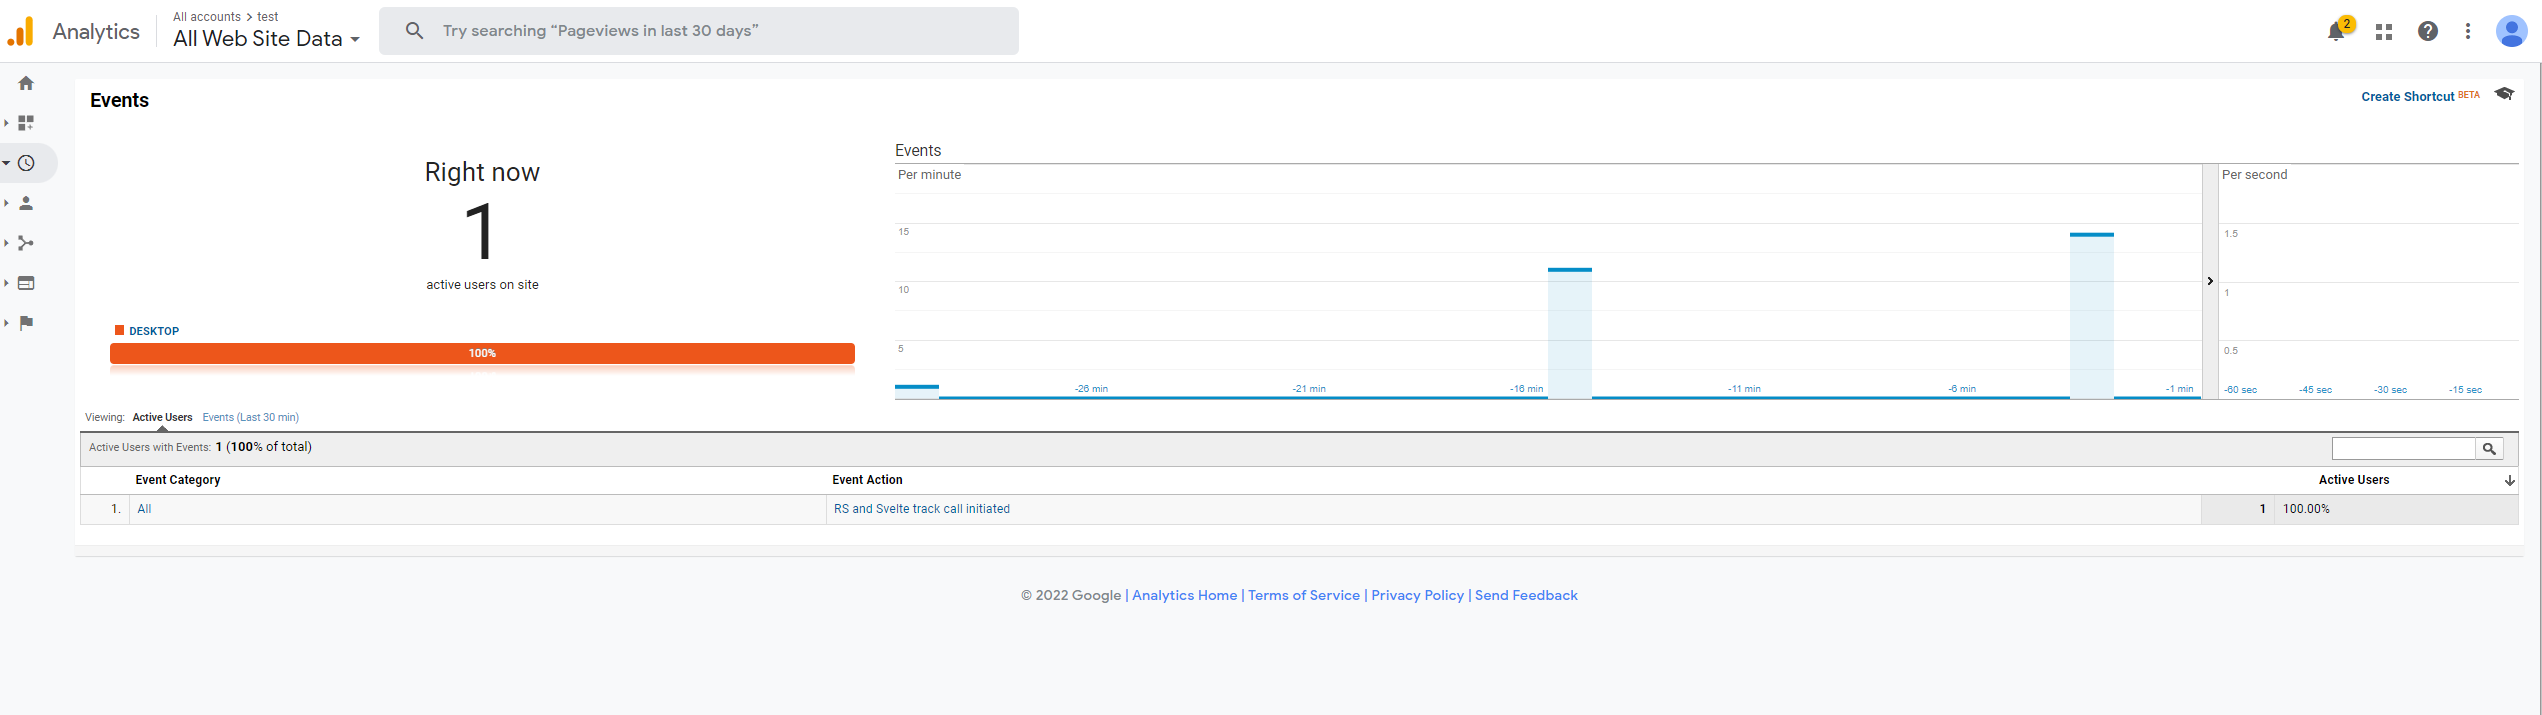 Analytics
All accounts > test
All Web Site Data
Try searching “Pageviews in last 30 days”
2
Events
Create Shortcut BETA
Right now
1
active users on site
DESKTOP
100%
Events
Per minute
15
10
5
-26 min -21 min -16 min -11 min -6 min -1 min
Per second
1.5
1
0.5
-60 sec -45 sec -30 sec -15 sec
Viewing: Active Users Events (Last 30 min)
Active Users with Events: 1 (100% of total)
Event Category Event Action Active Users
1. All RS and Svelte track call initiated 1 100.00%
© 2022 Google | Analytics Home | Terms of Service | Privacy Policy | Send Feedback